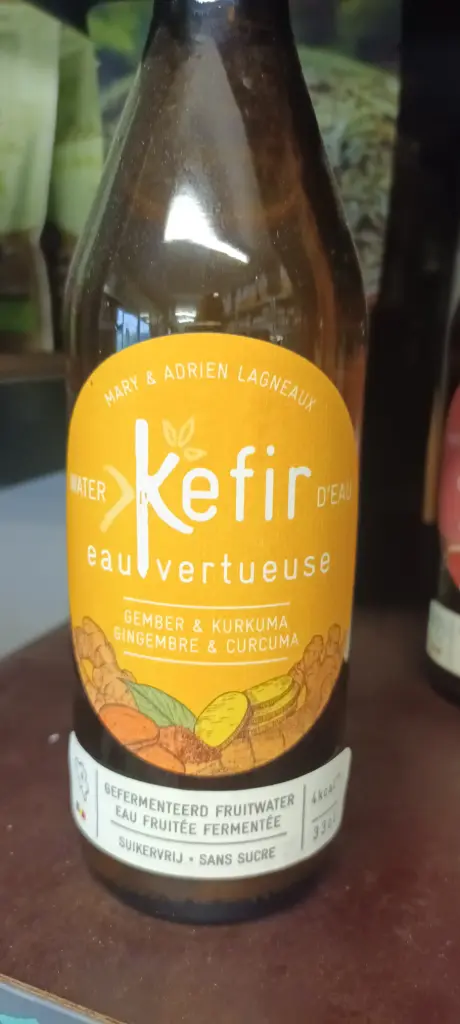 MARY & ADRIEN LAGNEAUX
WATER Kefir D'EAU
eau vertueuse
GEMBER & KURKUMA
GINGEMBRE & CURCUMA
GEFERMENTEERD FRUITWATER
EAU FRUITÉE FERMENTÉE
SUIKERVRIJ • SANS SUCRE